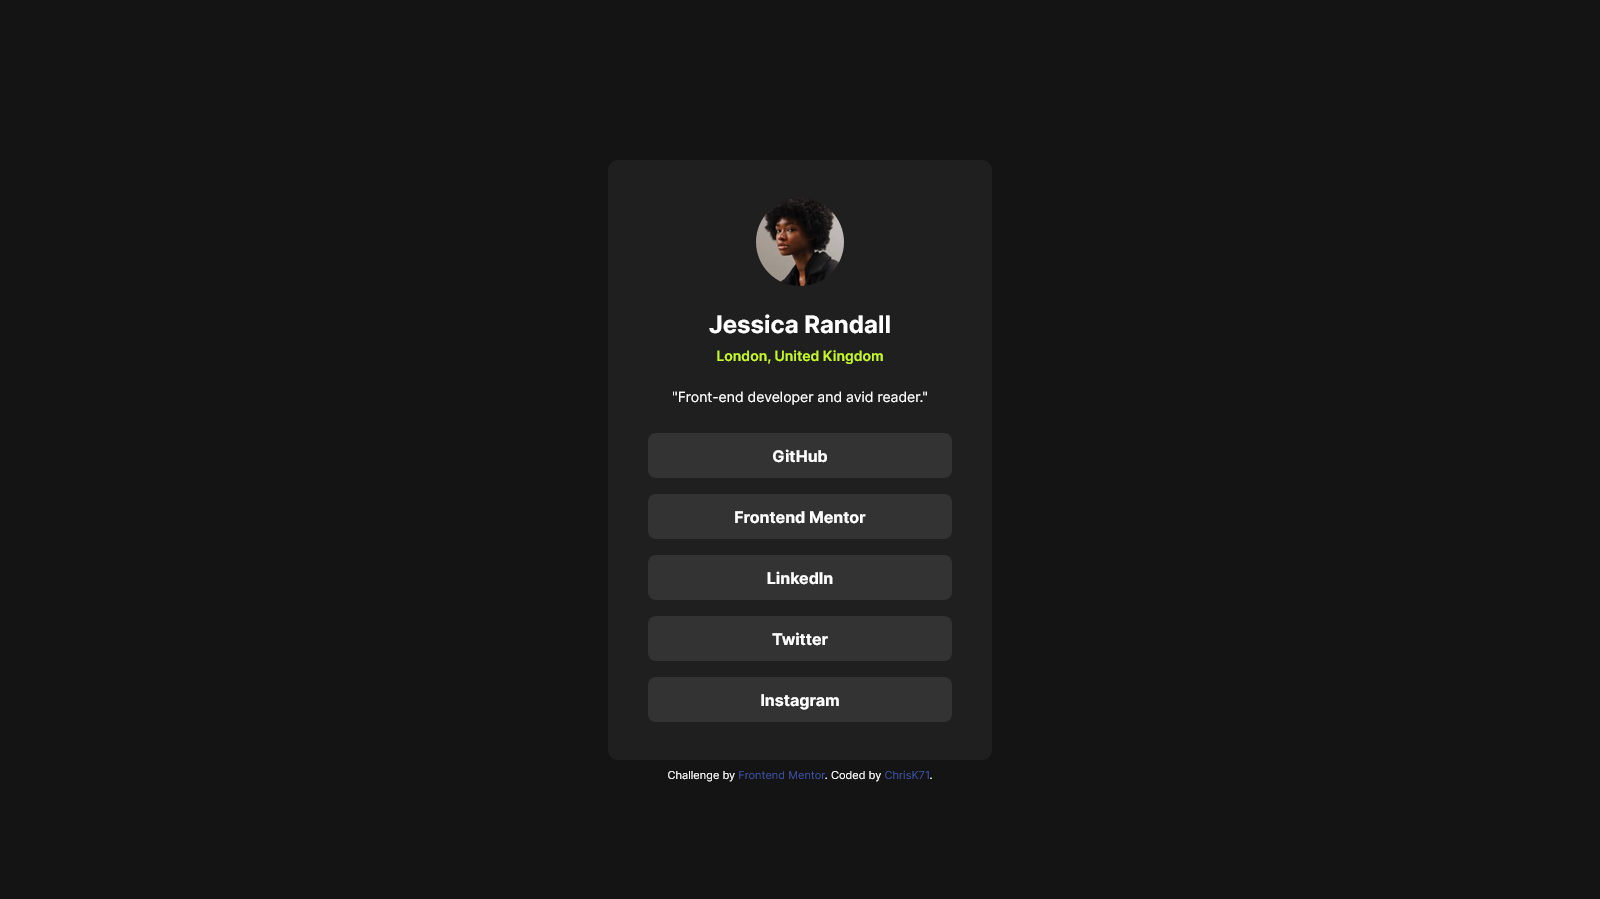 Jessica Randall
London, United Kingdom
"Front-end developer and avid reader."
GitHub
Frontend Mentor
LinkedIn
Twitter
Instagram
Challenge by Frontend Mentor. Coded by ChrisK71.